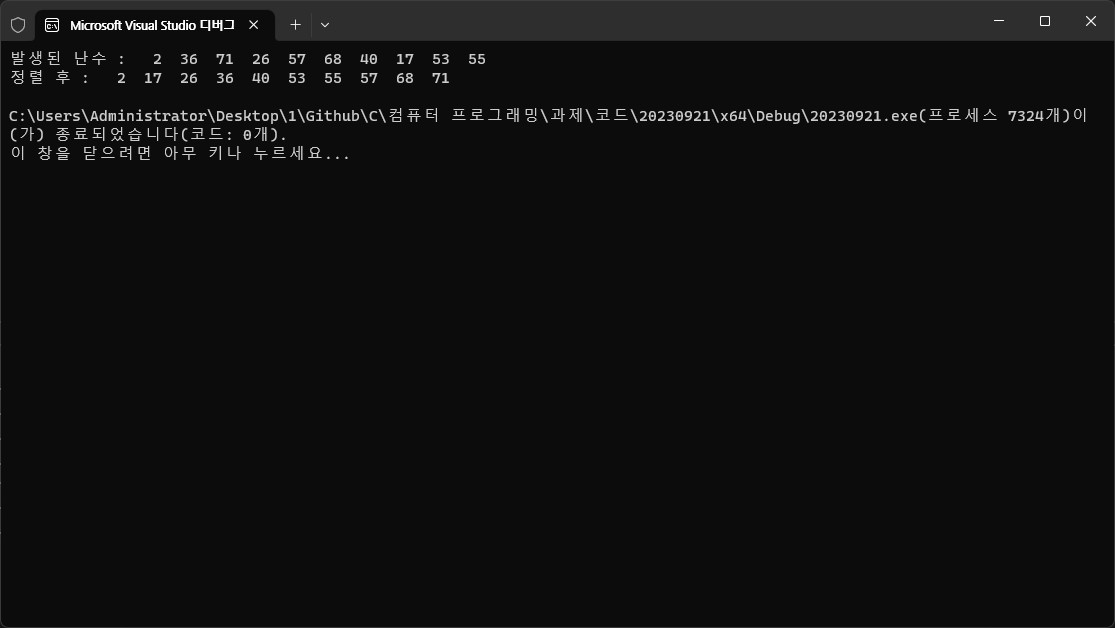 Microsoft Visual Studio 디버그
발생된 난수 :   2  36  71  26  57  68  40  17  53  55
정렬 후 :   2  17  26  36  40  53  55  57  68  71
C:\Users\Administrator\Desktop\1\Github\C\컴퓨터 프로그래밍\과제\코드\20230921\x64\Debug\20230921.exe(프로세스 7324개)이
(가) 종료되었습니다(코드: 0개).
이 창을 닫으려면 아무 키나 누르세요...